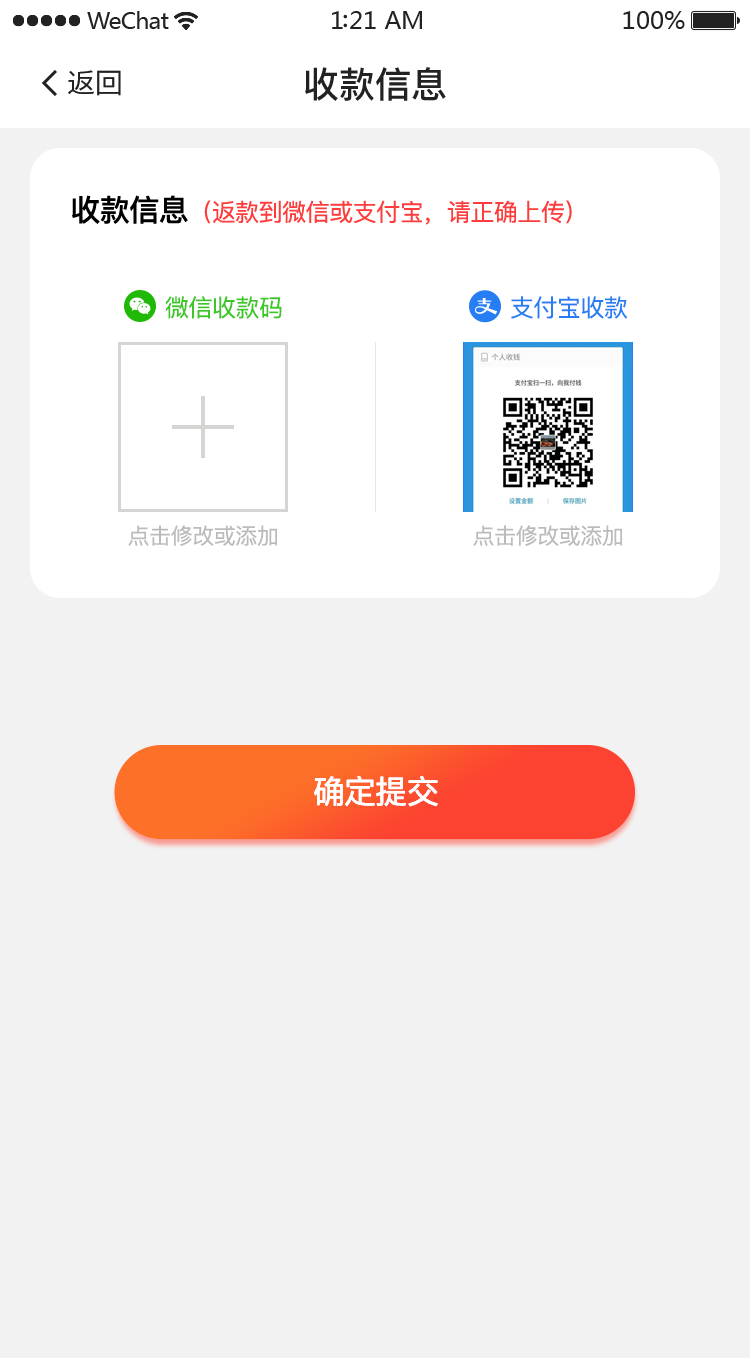 WeChat 1:21 AM 100%
返回 收款信息
收款信息（返款到微信或支付宝，请正确上传）
微信收款码 支付宝收款
个人收钱
支付宝扫一扫，向我付钱
设置金额 | 保存图片
点击修改或添加 点击修改或添加
确定提交